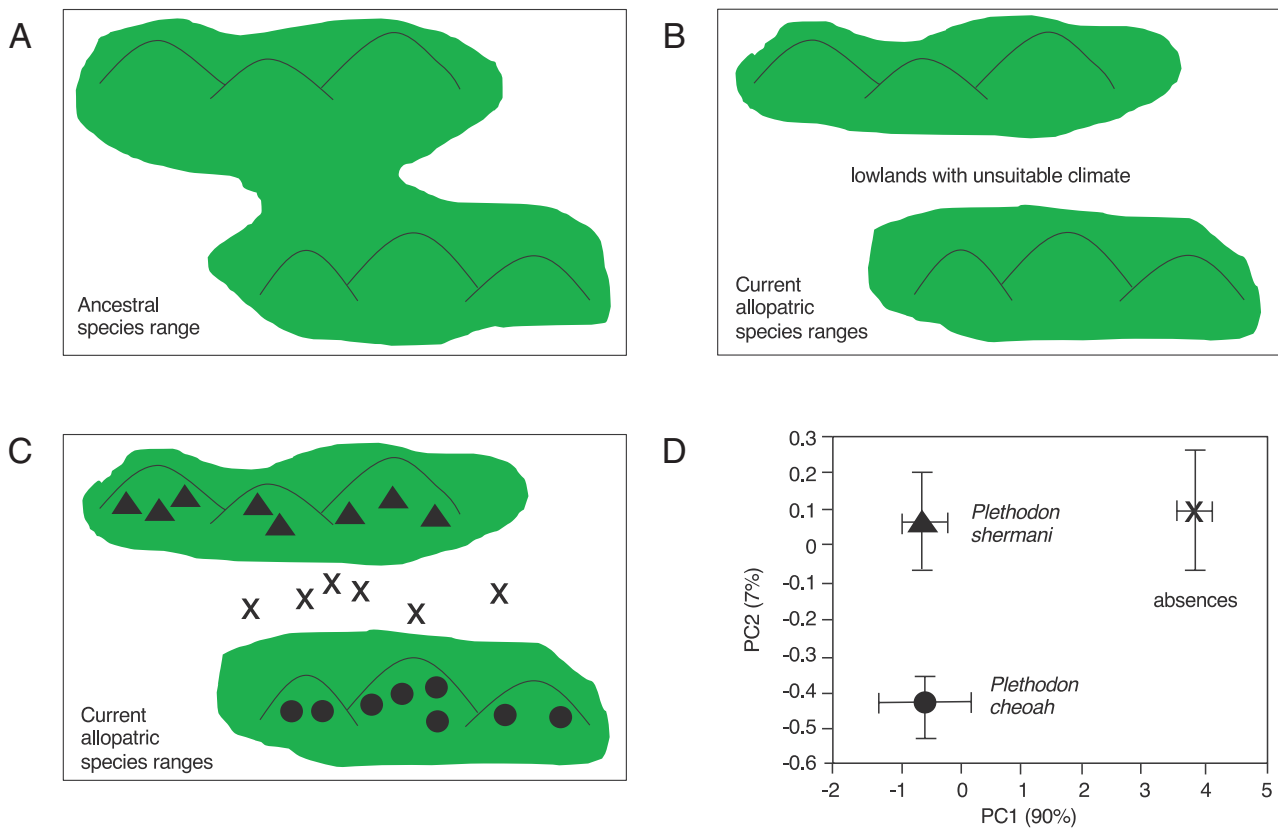 A
Ancestral
species range
B
lowlands with unsuitable climate
Current
allopatric
species ranges
C
X X X X X X
Current
allopatric
species ranges
D
0.3
0.2
0.1
0
-0.1
-0.2
-0.3
-0.4
-0.5
-0.6
PC2 (7%)
Plethodon
shermani
X
absences
Plethodon
cheoah
-2 -1 0 1 2 3 4 5
PC1 (90%)